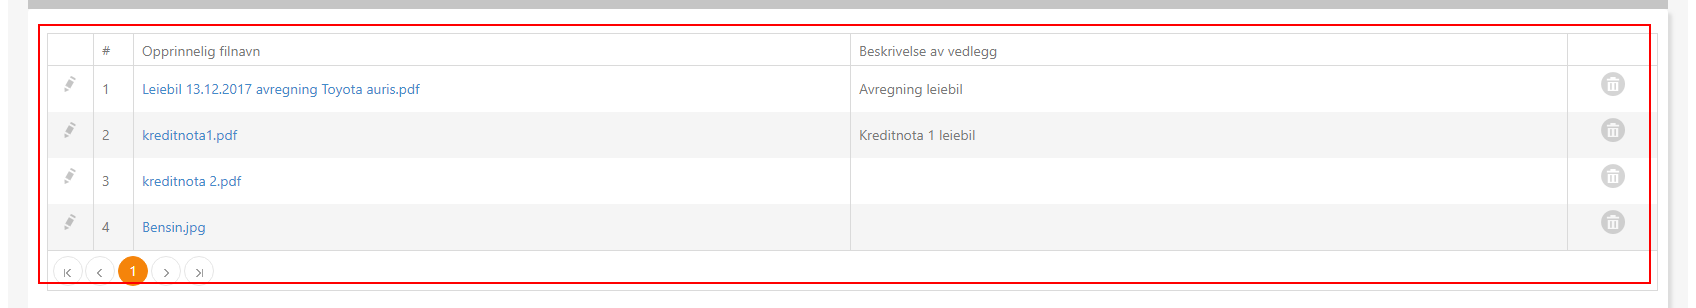 # Opprinnelig filnavn Beskrivelse av vedlegg
1 Leiebil 13.12.2017 avregning Toyota auris.pdf Avregning leiebil
2 kreditnota1.pdf Kreditnota 1 leiebil
3 kreditnota 2.pdf
4 Bensin.jpg
1